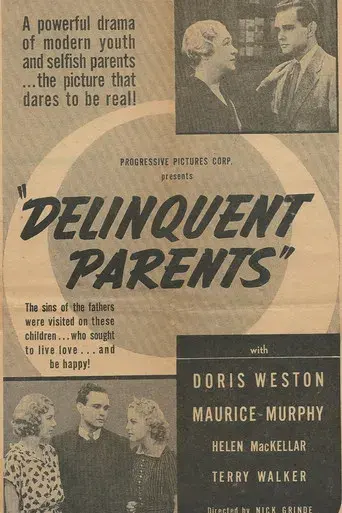 A powerful drama
of modern youth
and selfish parents
...the picture that
dares to be real!
PROGRESSIVE PICTURES CORP.
presents
"DELINQUENT
PARENTS"
The sins of the fathers
were visited on these
children...who sought
to live love...and
be happy!
with
DORIS WESTON
MAURICE MURPHY
HELEN MacKELLAR
TERRY WALKER
Directed by NICK GRINDE